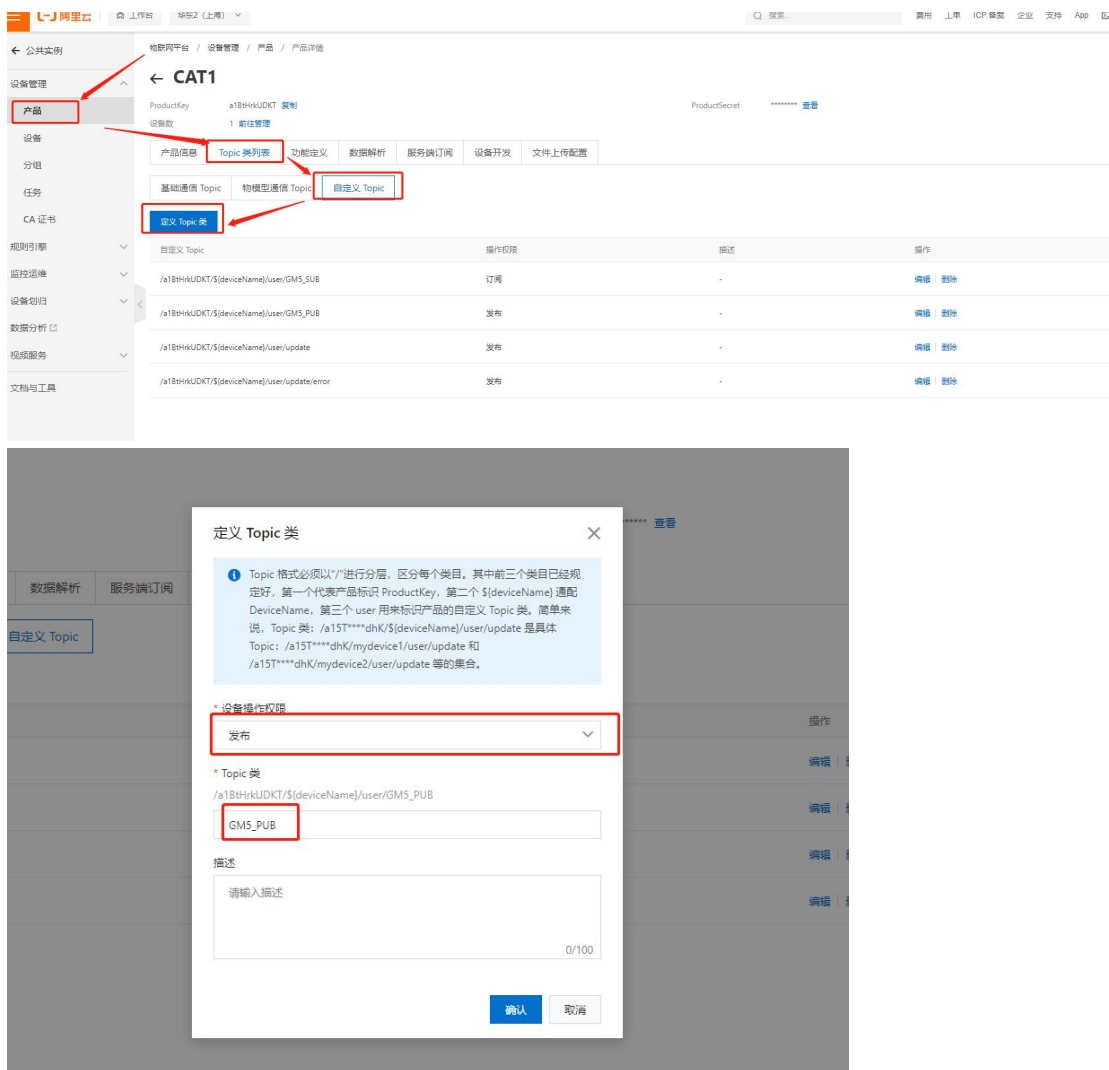 阿里云 工作台 华东2（上海） 搜索... 费用 工单 ICP 备案 企业 支持 App
公共实例
物联网平台 / 设备管理 / 产品 / 产品详情
设备管理
← CAT1
产品
ProductKey a1BtHrkUDKT 复制 ProductSecret ******** 查看
设备数 1 前往管理
设备
产品信息 Topic 类列表 功能定义 数据解析 服务端订阅 设备开发 文件上传配置
分组
任务
基础通信 Topic 物模型通信 Topic 自定义 Topic
CA 证书
定义 Topic 类
规则引擎
自定义 Topic 操作权限 描述 操作
监控运维
/a1BtHrkUDKT/${deviceName}/user/GM5_SUB 订阅 - 编辑 删除
设备划归
/a1BtHrkUDKT/${deviceName}/user/GM5_PUB 发布 - 编辑 删除
数据分析
/a1BtHrkUDKT/${deviceName}/user/update 发布 - 编辑 删除
视频服务
/a1BtHrkUDKT/${deviceName}/user/update/error 发布 - 编辑 删除
文档与工具
定义 Topic 类
****** 查看
Topic 格式必须以“/”进行分层，区分每个类目。其中前三个类目已经规
定好，第一个代表产品标识 ProductKey，第二个 ${deviceName} 通配
数据解析 服务端订阅
DeviceName，第三个 user 用来标识产品的自定义 Topic 类。简单来
说，Topic 类：/a15T****dhK/${deviceName}/user/update 是具体
自定义 Topic
Topic：/a15T****dhK/mydevice1/user/update 和
/a15T****dhK/mydevice2/user/update 等的集合。
* 设备操作权限
操作
发布
编辑
* Topic 类
/a1BtHrkUDKT/${deviceName}/user/GM5_PUB
编辑
GM5_PUB
编辑
描述
请输入描述
编辑
0/100
确认 取消